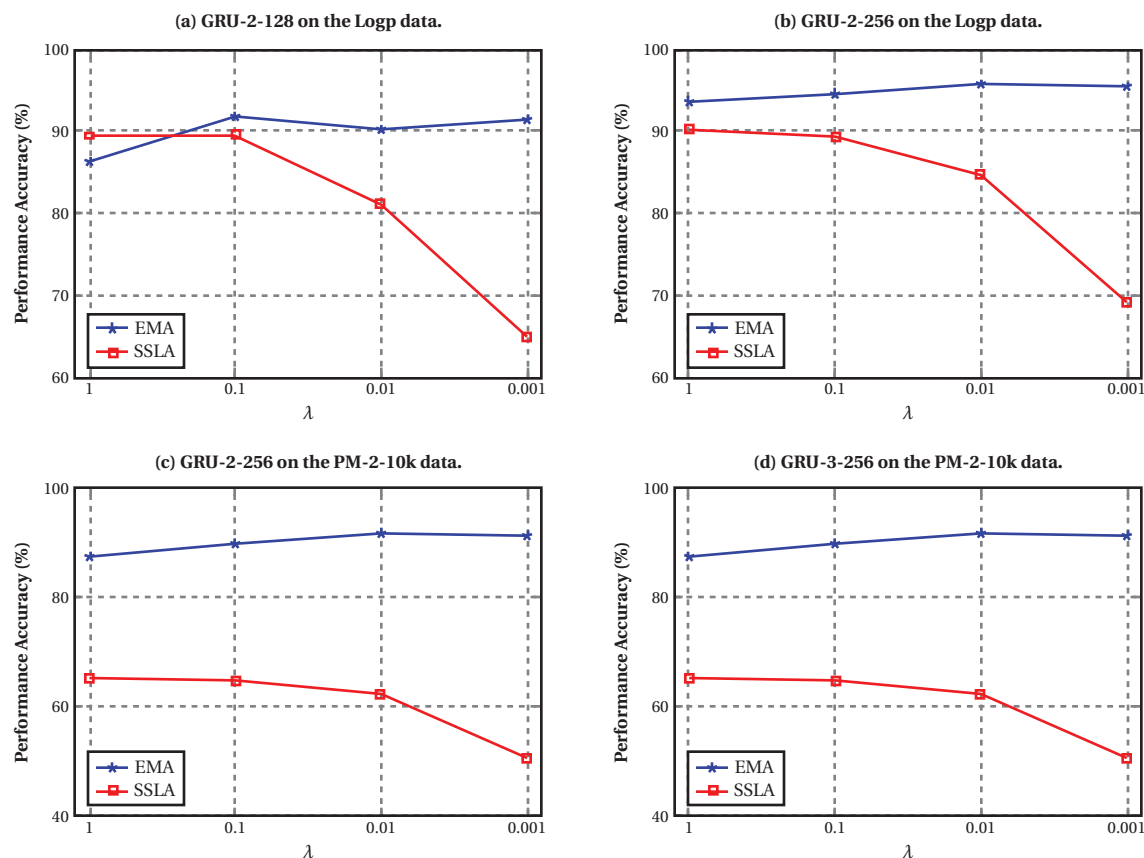 (a) GRU-2-128 on the Logp data.
100
90
80
70
60
Performance Accuracy (%)
EMA
SSLA
1 0.1 0.01 0.001
λ
(b) GRU-2-256 on the Logp data.
100
90
80
70
60
Performance Accuracy (%)
EMA
SSLA
1 0.1 0.01 0.001
λ
(c) GRU-2-256 on the PM-2-10k data.
100
80
60
40
Performance Accuracy (%)
EMA
SSLA
1 0.1 0.01 0.001
λ
(d) GRU-3-256 on the PM-2-10k data.
100
80
60
40
Performance Accuracy (%)
EMA
SSLA
1 0.1 0.01 0.001
λ